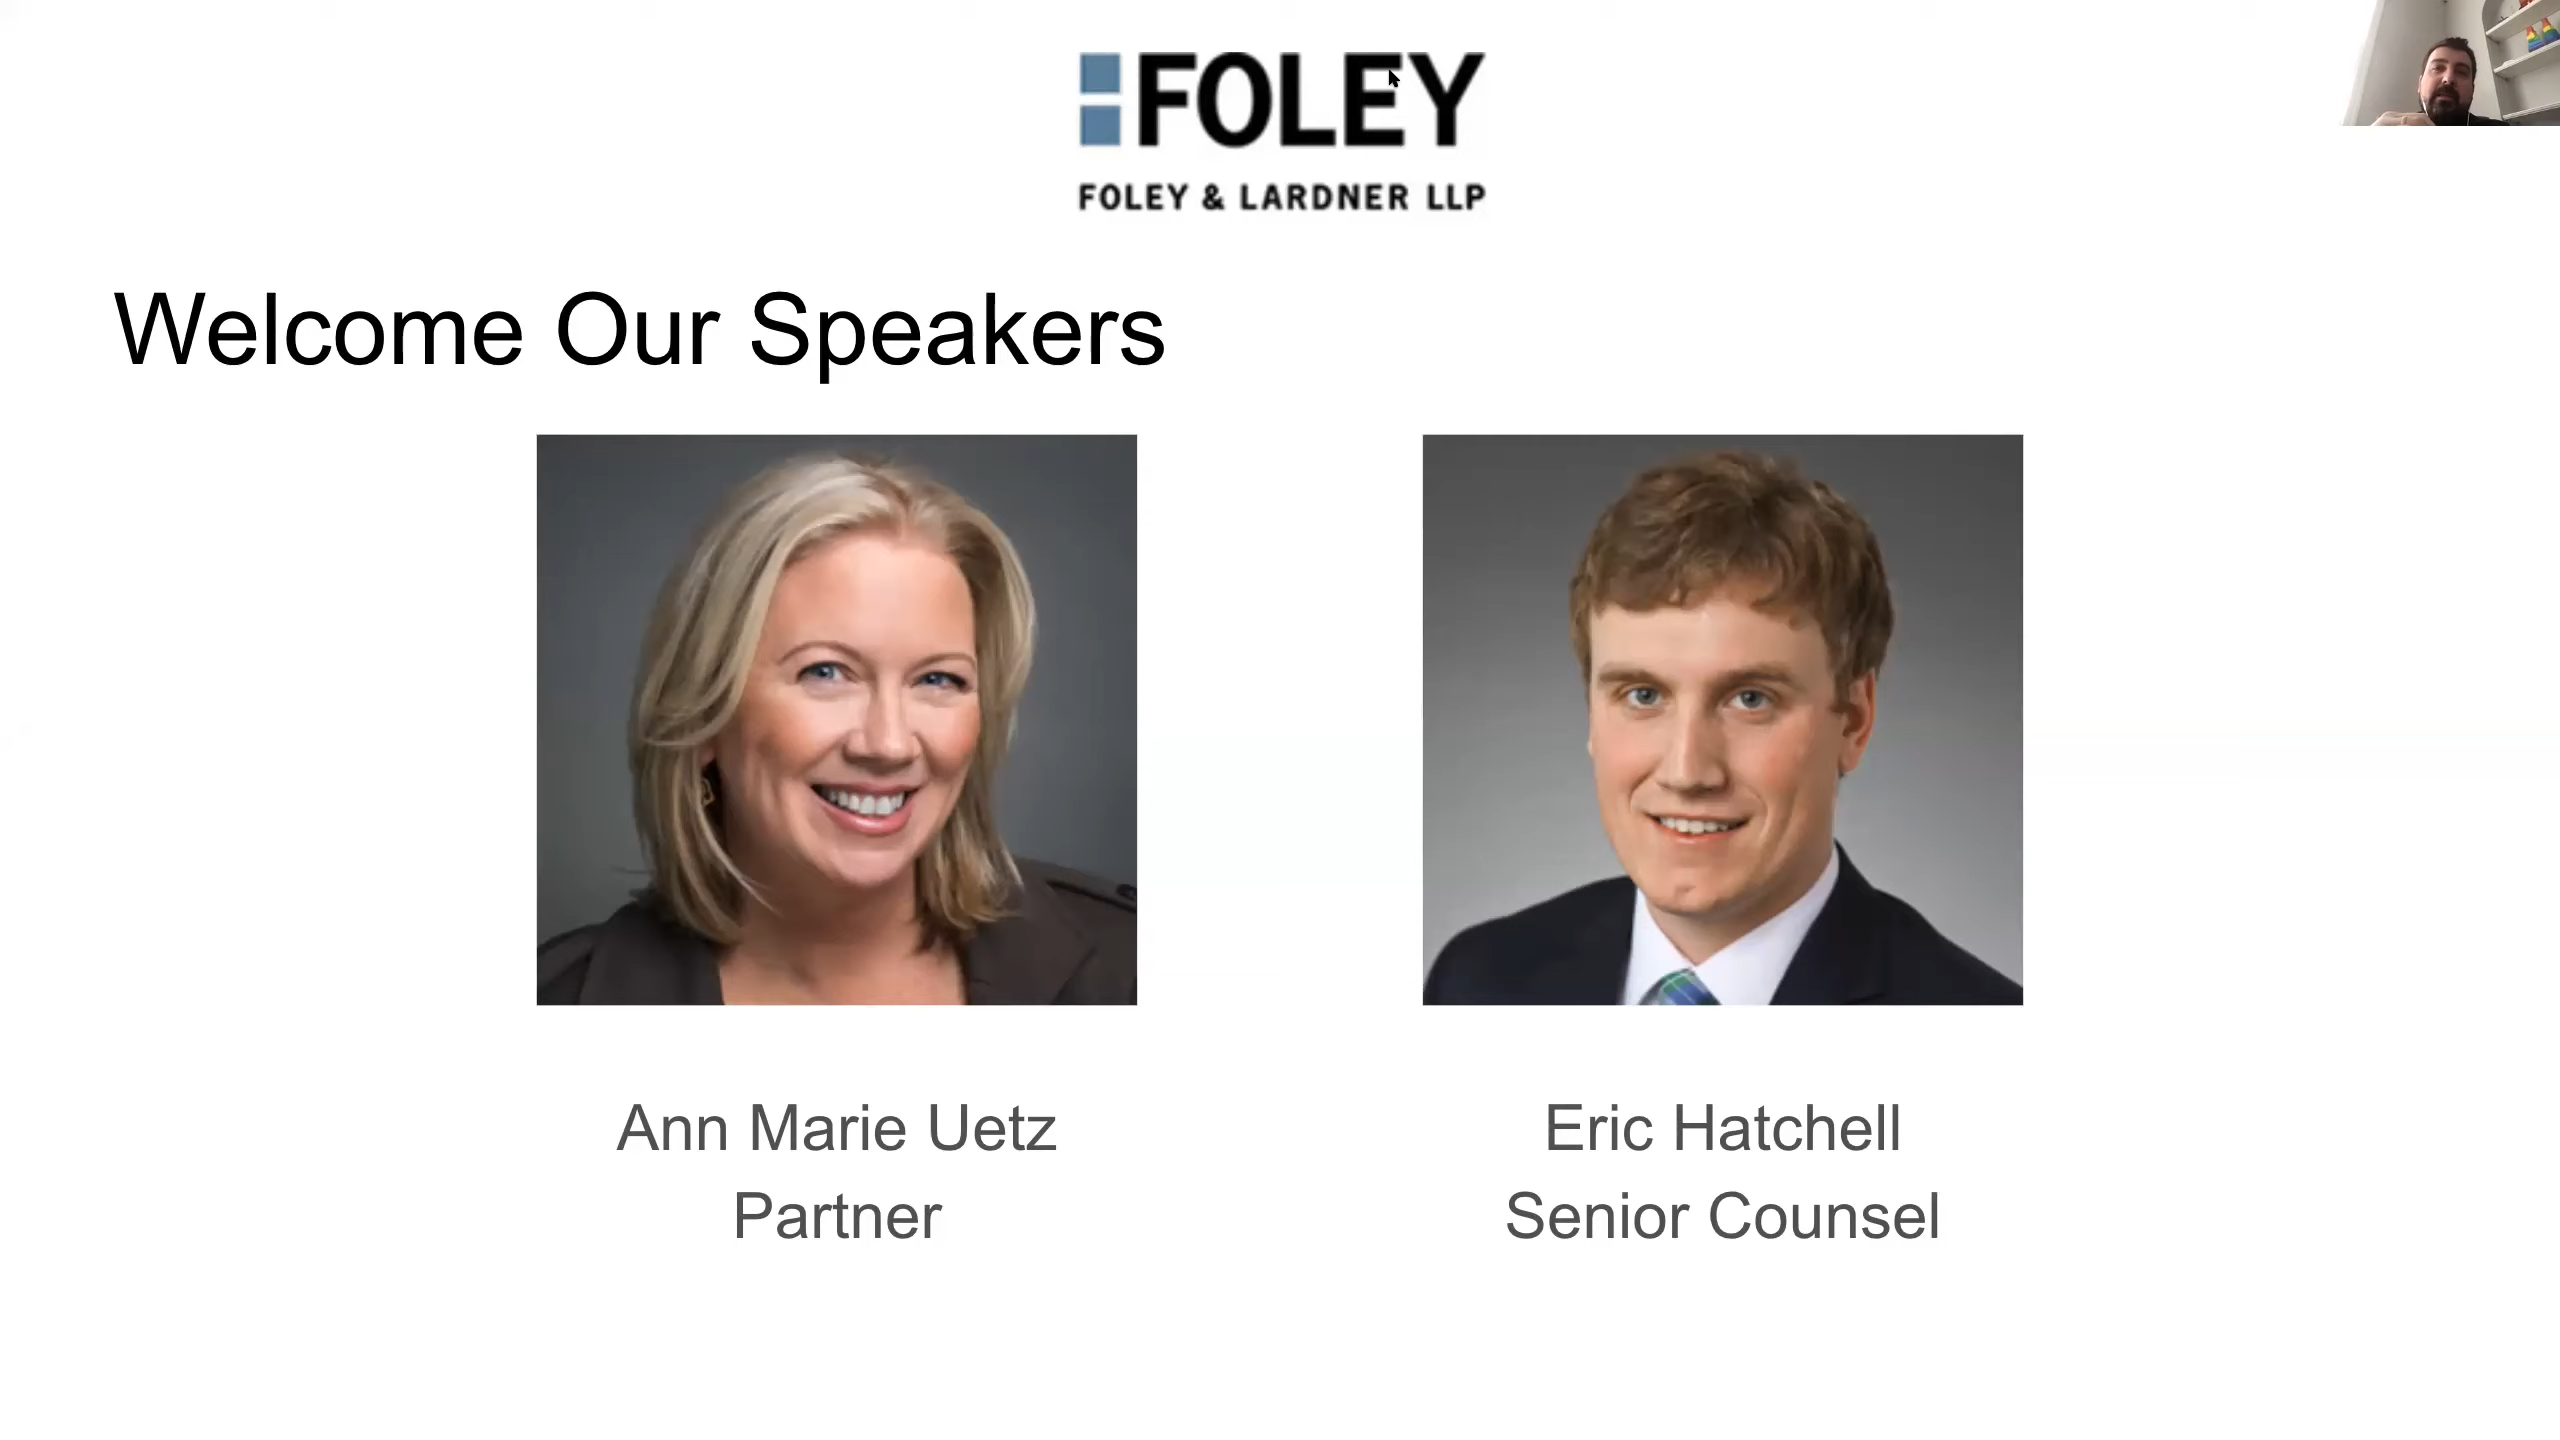 FOLEY
FOLEY & LARDNER LLP
Welcome Our Speakers
Ann Marie Uetz
Partner
Eric Hatchell
Senior Counsel